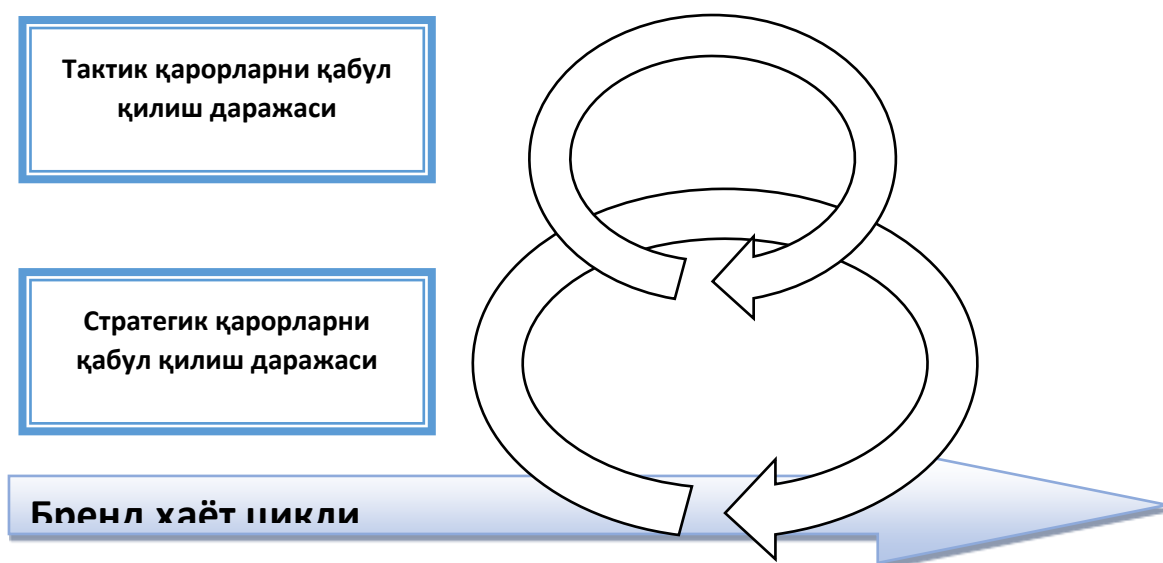 Тактик қарорларни қабул
қилиш даражаси
Стратегик қарорларни
қабул қилиш даражаси
Бренд хаёт цикли